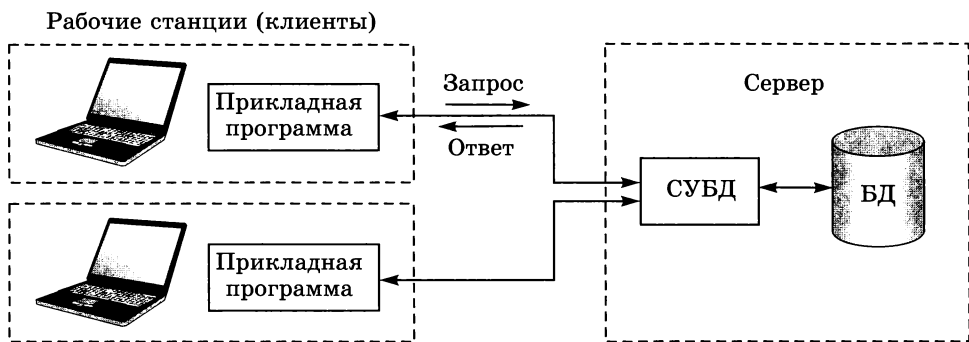 Рабочие станции (клиенты)
Прикладная
программа
Запрос
Ответ
Сервер
СУБД
БД
Прикладная
программа